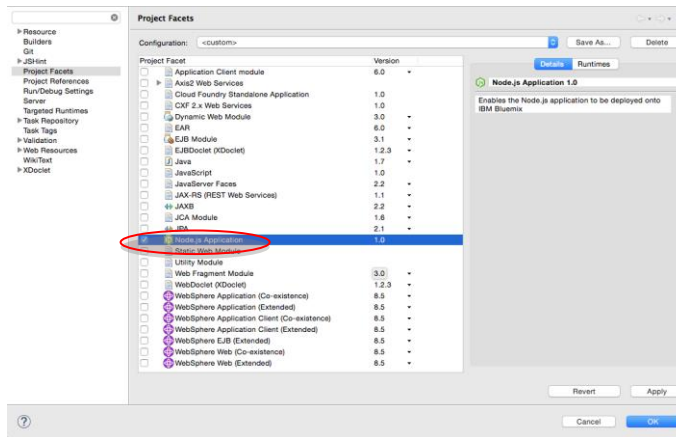 Project Facets
Resource
Builders
Git
JSHint
Project Facets
Project References
Run/Debug Settings
Server
Targeted Runtimes
Task Repository
Task Tags
Validation
Web Resources
WikiText
XDoclet
Configuration: <custom> Save As... Delete
Project Facet Version
Application Client module 6.0
Axis2 Web Services
Cloud Foundry Standalone Application 1.0
CXF 2.x Web Services 1.0
Dynamic Web Module 3.0
EAR 6.0
EJB Module 3.1
EJBDoclet (XDoclet) 1.2.3
Java 1.7
JavaScript 1.0
JavaServer Faces 2.2
JAX-RS (REST Web Services) 1.1
JAXB 2.2
JCA Module 1.6
JPA 2.1
Node.js Application 1.0
Static Web Module
Utility Module
Web Fragment Module 3.0
WebDoclet (XDoclet) 1.2.3
WebSphere Application (Co-existence) 8.5
WebSphere Application (Extended) 8.5
WebSphere Application Client (Co-existence) 8.5
WebSphere Application Client (Extended) 8.5
WebSphere EJB (Extended) 8.5
WebSphere Web (Co-existence) 8.5
WebSphere Web (Extended) 8.5
Details Runtimes
Node.js Application 1.0
Enables the Node.js application to be deployed onto
IBM Bluemix
Revert Apply
? Cancel OK